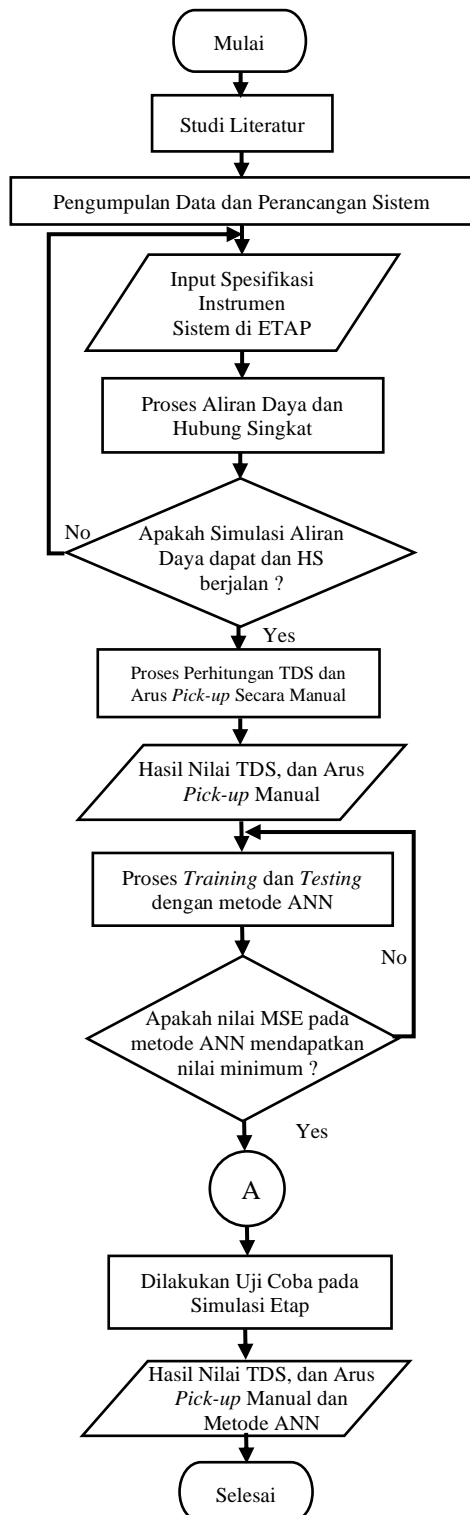 Mulai
Studi Literatur
Pengumpulan Data dan Perancangan Sistem
Input Spesifikasi
Instrumen
Sistem di ETAP
Proses Aliran Daya dan
Hubung Singkat
No
Apakah Simulasi Aliran
Daya dapat dan HS
berjalan ?
Yes
Proses Perhitungan TDS dan
Arus Pick-up Secara Manual
Hasil Nilai TDS, dan Arus
Pick-up Manual
Proses Training dan Testing
dengan metode ANN
No
Apakah nilai MSE pada
metode ANN mendapatkan
nilai minimum ?
Yes
A
Dilakukan Uji Coba pada
Simulasi Etap
Hasil Nilai TDS, dan Arus
Pick-up Manual dan
Metode ANN
Selesai